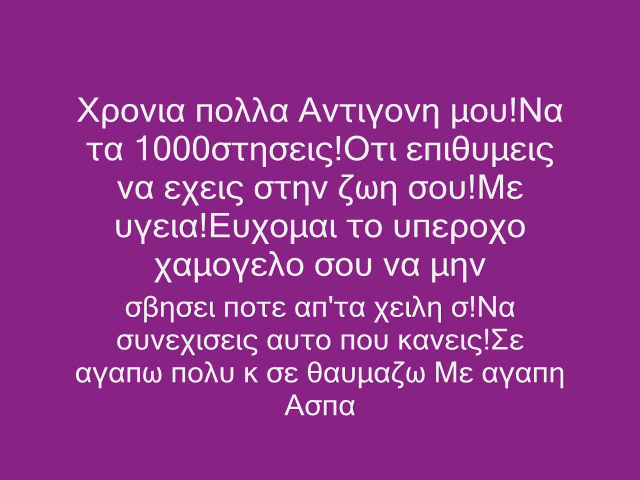 Χρονια πολλα Αντιγονη μου!Να
τα 1000στησεις!Οτι επιθυμεις
να εχεις στην ζωη σου!Με
υγεια!Ευχομαι το υπεροχο
χαμογελο σου να μην
σβησει ποτε απ'τα χειλη σ!Να
συνεχισεις αυτο που κανεις!Σε
αγαπω πολυ κ σε θαυμαζω Με αγαπη
Ασπα